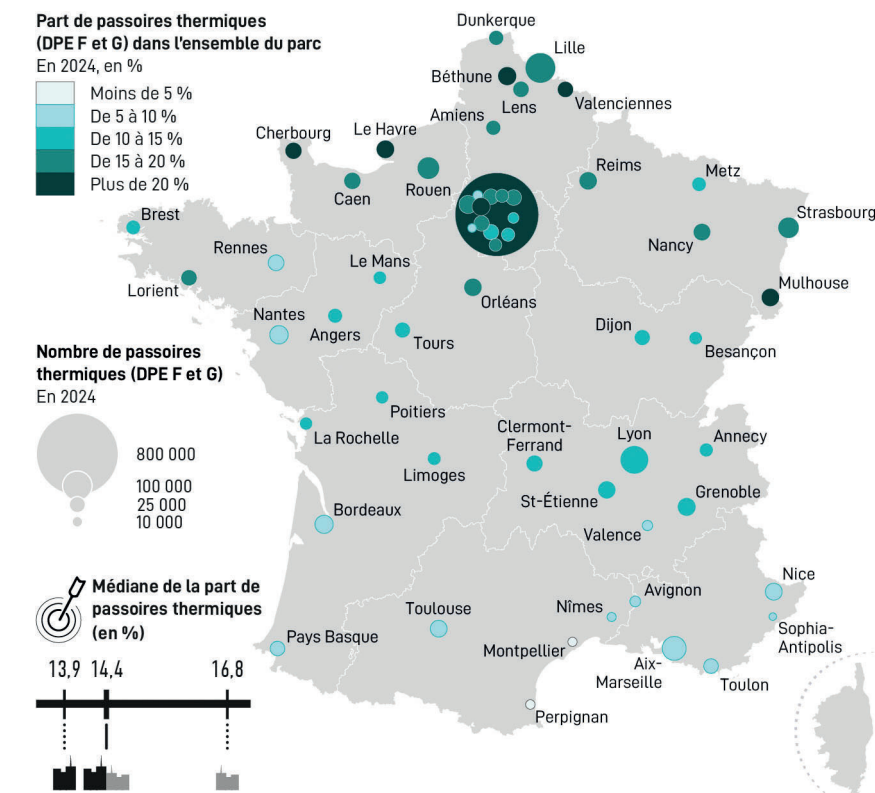 Part de passoires thermiques
(DPE F et G) dans l'ensemble du parc
En 2024, en %
Moins de 5 %
De 5 à 10 %
De 10 à 15 %
De 15 à 20 %
Plus de 20 %
Dunkerque
Lille
Béthune
Lens
Valenciennes
Amiens
Cherbourg
Le Havre
Caen
Rouen
Reims
Metz
Strasbourg
Nancy
Mulhouse
Brest
Rennes
Lorient
Le Mans
Orléans
Nantes
Angers
Tours
Dijon
Besançon
Nombre de passoires
thermiques (DPE F et G)
En 2024
800 000
100 000
25 000
10 000
Poitiers
La Rochelle
Limoges
Clermont-
Ferrand
Lyon
Annecy
St-Étienne
Grenoble
Bordeaux
Valence
Médiane de la part de
passoires thermiques
(en %)
13,9
14,4
16,8
Pays Basque
Toulouse
Nîmes
Avignon
Nice
Montpellier
Sophia-
Antipolis
Aix-
Marseille
Toulon
Perpignan